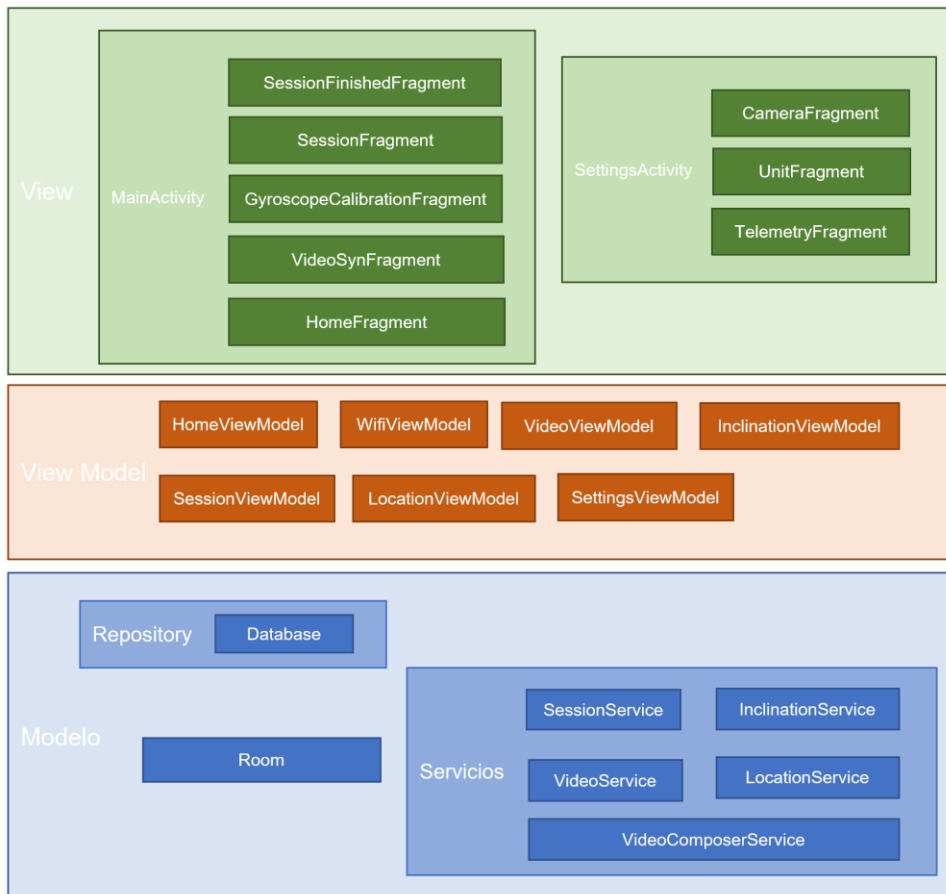 View
MainActivity
SessionFinishedFragment
SessionFragment
GyroscopeCalibrationFragment
VideoSynFragment
HomeFragment
SettingsActivity
CameraFragment
UnitFragment
TelemetryFragment
View Model
HomeViewModel
WifiViewModel
VideoViewModel
InclinationViewModel
SessionViewModel
LocationViewModel
SettingsViewModel
Modelo
Repository
Database
Room
Servicios
SessionService
InclinationService
VideoService
LocationService
VideoComposerService